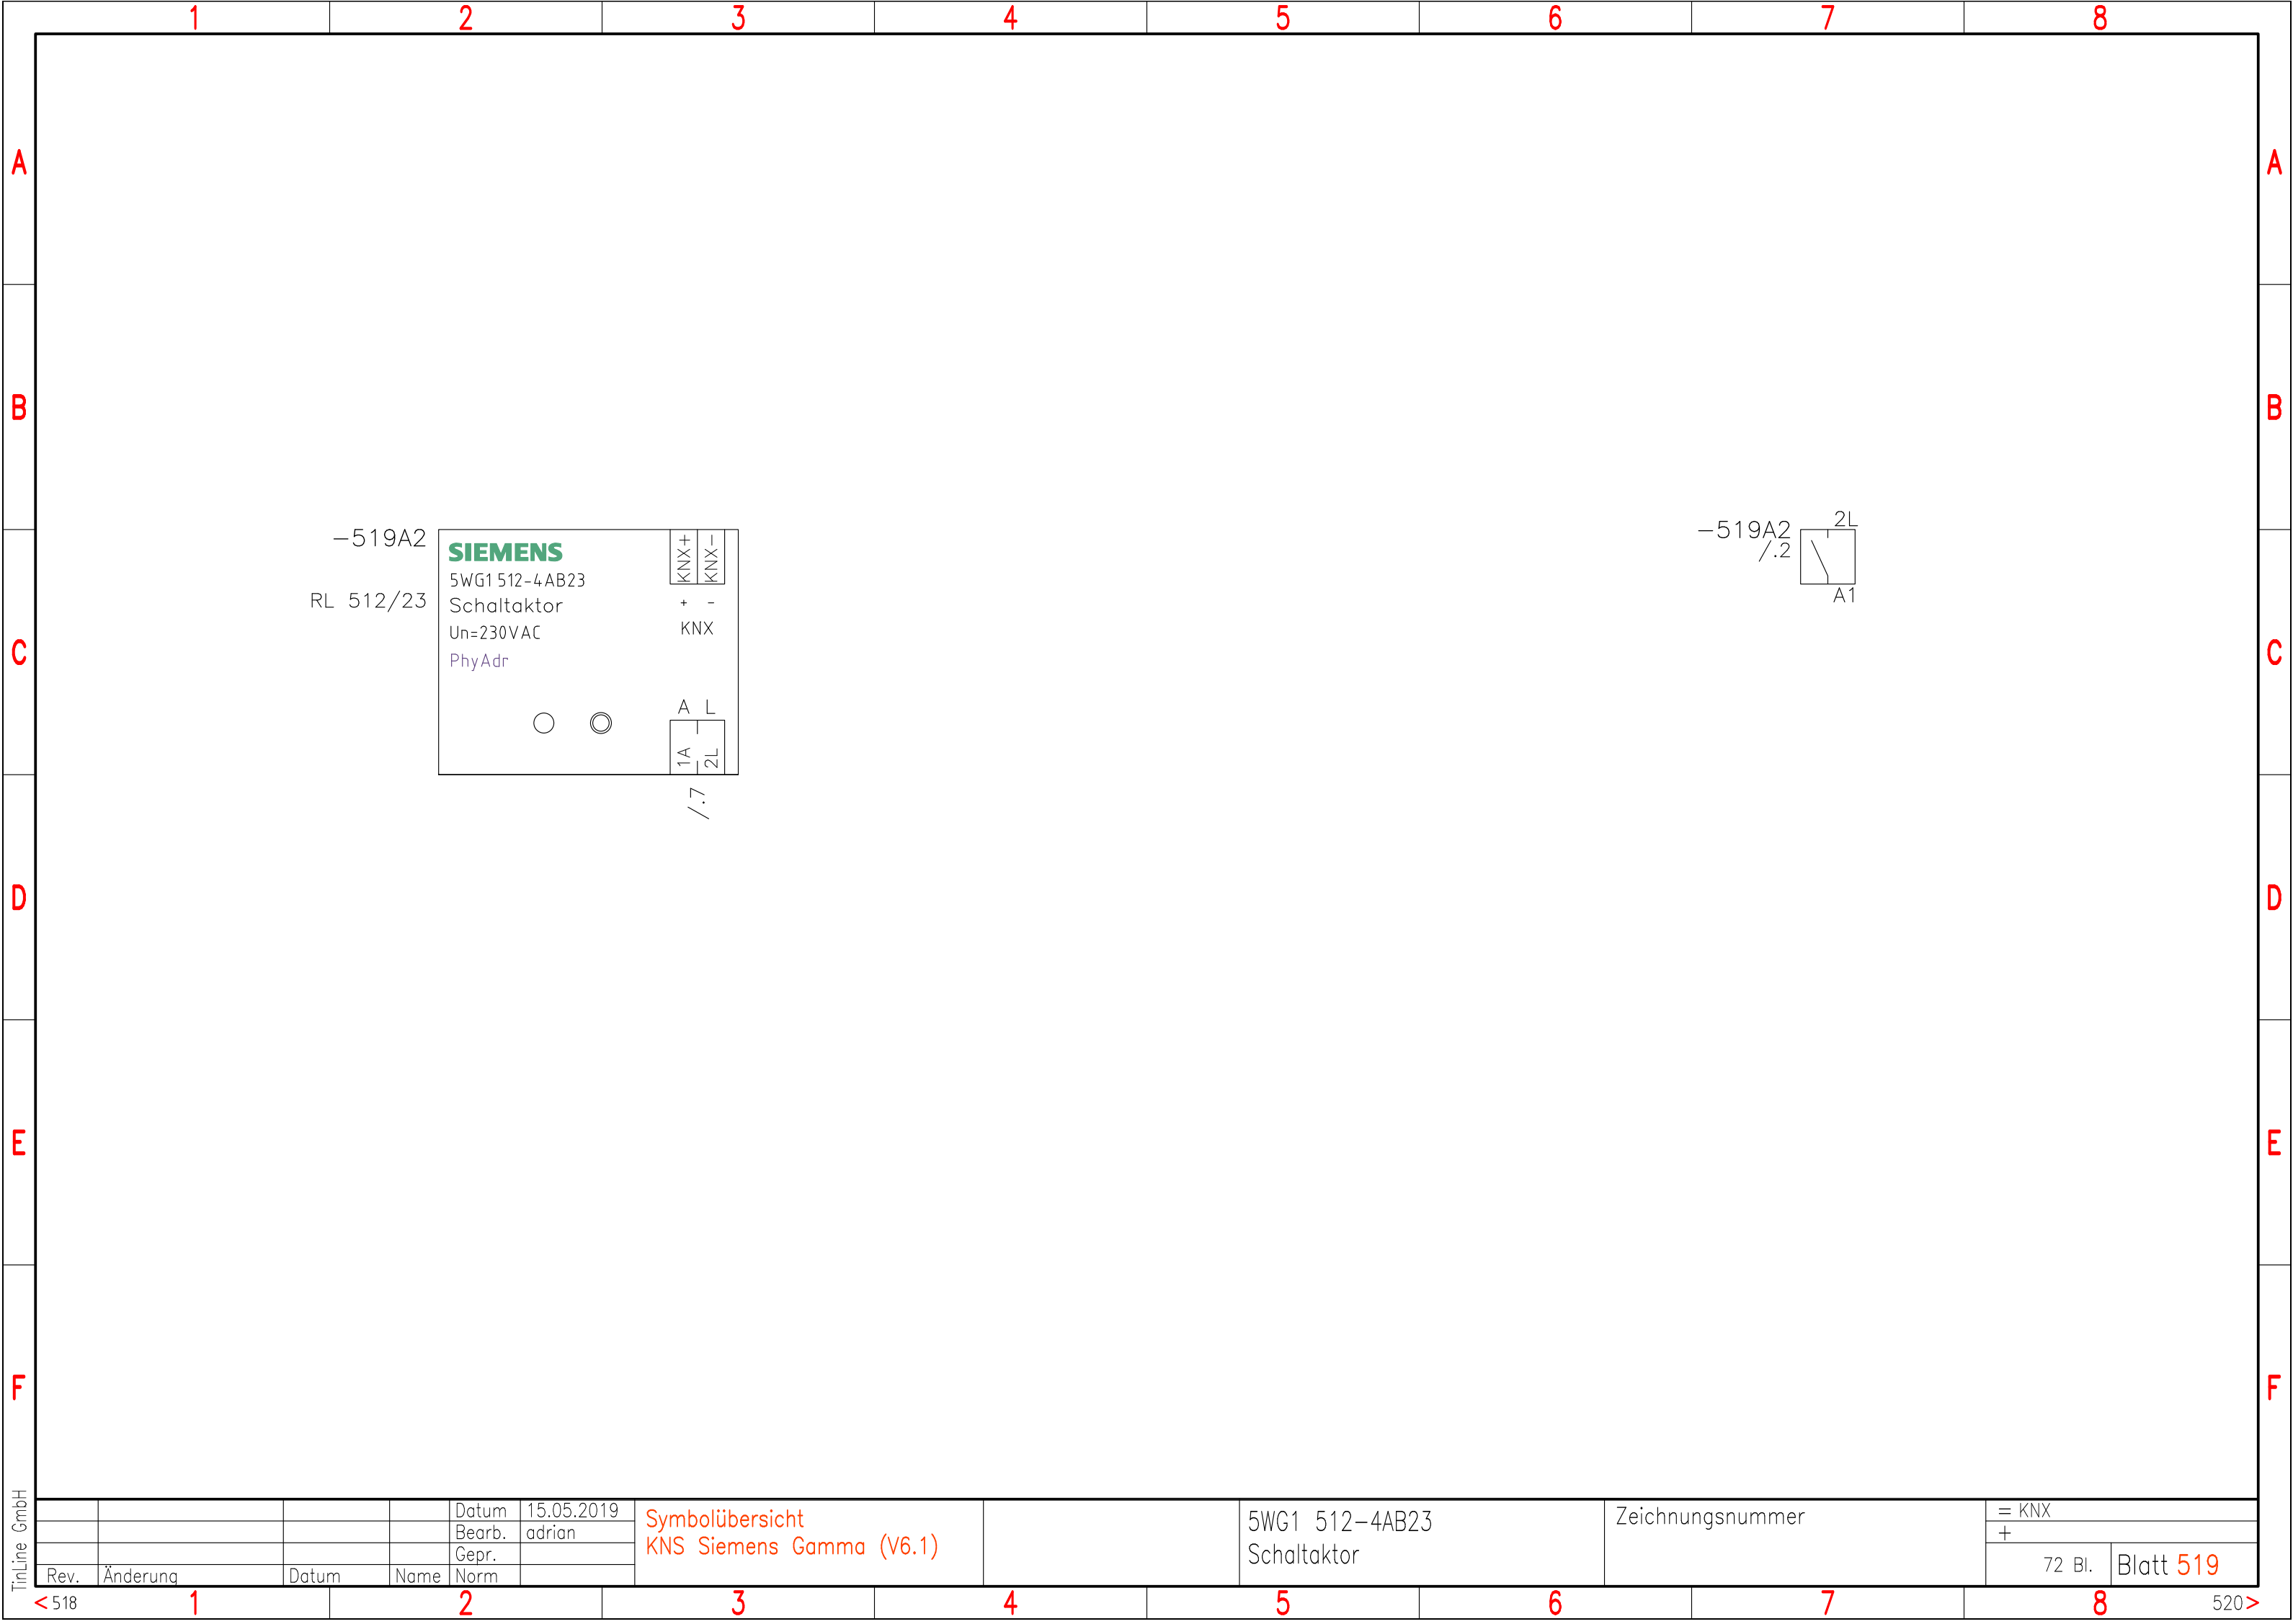 1 2 3 4 5 6 7 8
A A
B B
-519A2
SIEMENS
5WG1 512-4AB23
RL 512/23
Schaltaktor
Un=230VAC
PhyAdr
KNX+ KNX-
+ -
KNX
A L
1A 2L
/.7
-519A2
/.2
2L
A1
C C
D D
E E
F F
TinLine GmbH
Datum 15.05.2019
Bearb. adrian
Gepr.
Rev. Änderung Datum Name Norm
Symbolübersicht
KNS Siemens Gamma (V6.1)
5WG1 512-4AB23
Schaltaktor
Zeichnungsnummer
= KNX
+
72 Bl. Blatt 519
<518 1 2 3 4 5 6 7 8 520>